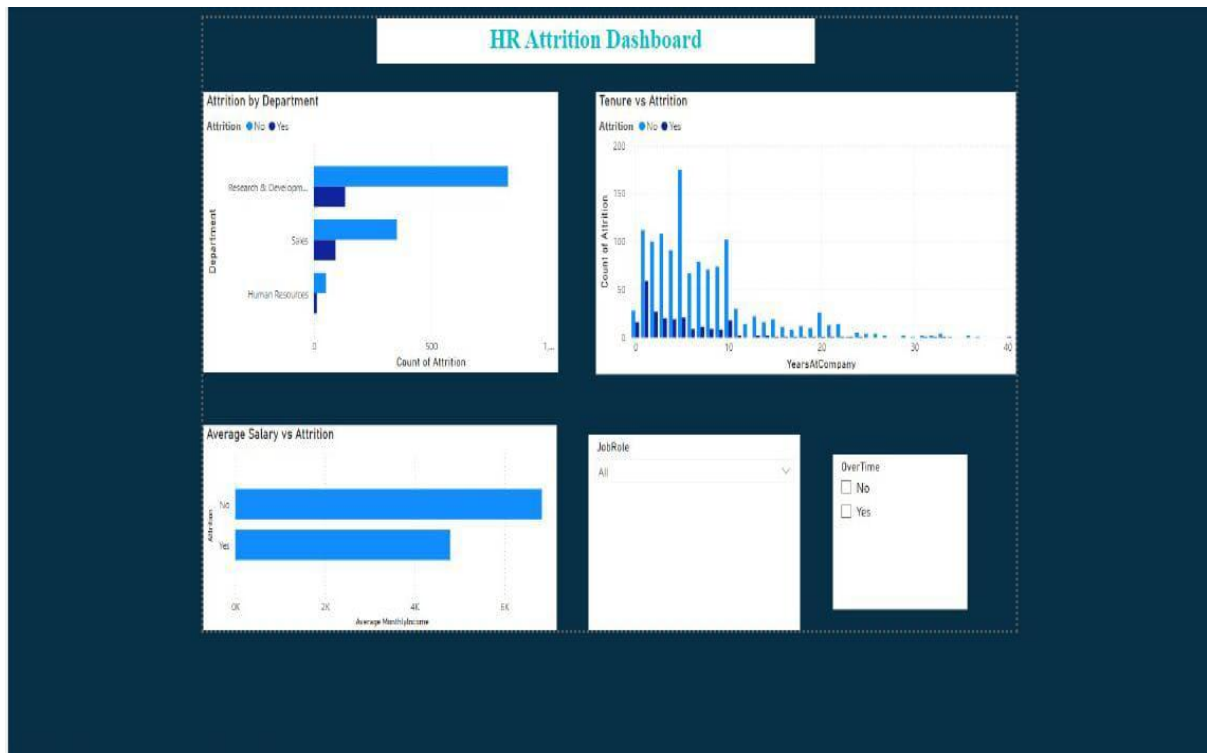 HR Attrition Dashboard
Attrition by Department
Attrition No Yes
Department
Research & Developm...
Sales
Human Resources
0 500 1,...
Count of Attrition
Tenure vs Attrition
Attrition No Yes
Count of Attrition
200
150
100
50
0
0 10 20 30 40
YearsAtCompany
Average Salary vs Attrition
Attrition
No
Yes
0K 2K 4K 6K
Average MonthlyIncome
JobRole
All
OverTime
No
Yes